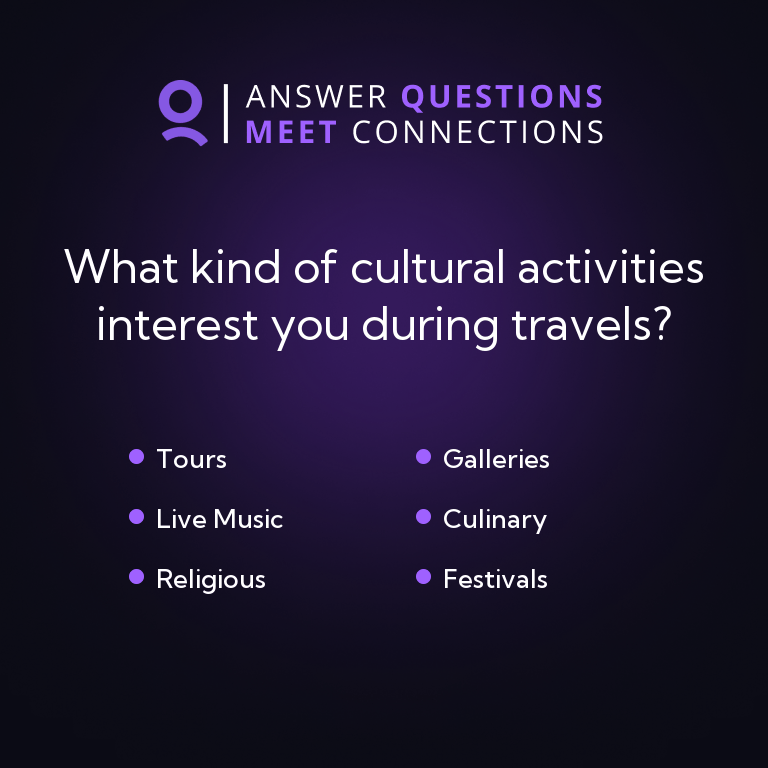 ANSWER QUESTIONS
MEET CONNECTIONS
What kind of cultural activities
interest you during travels?
Tours
Live Music
Religious
Galleries
Culinary
Festivals